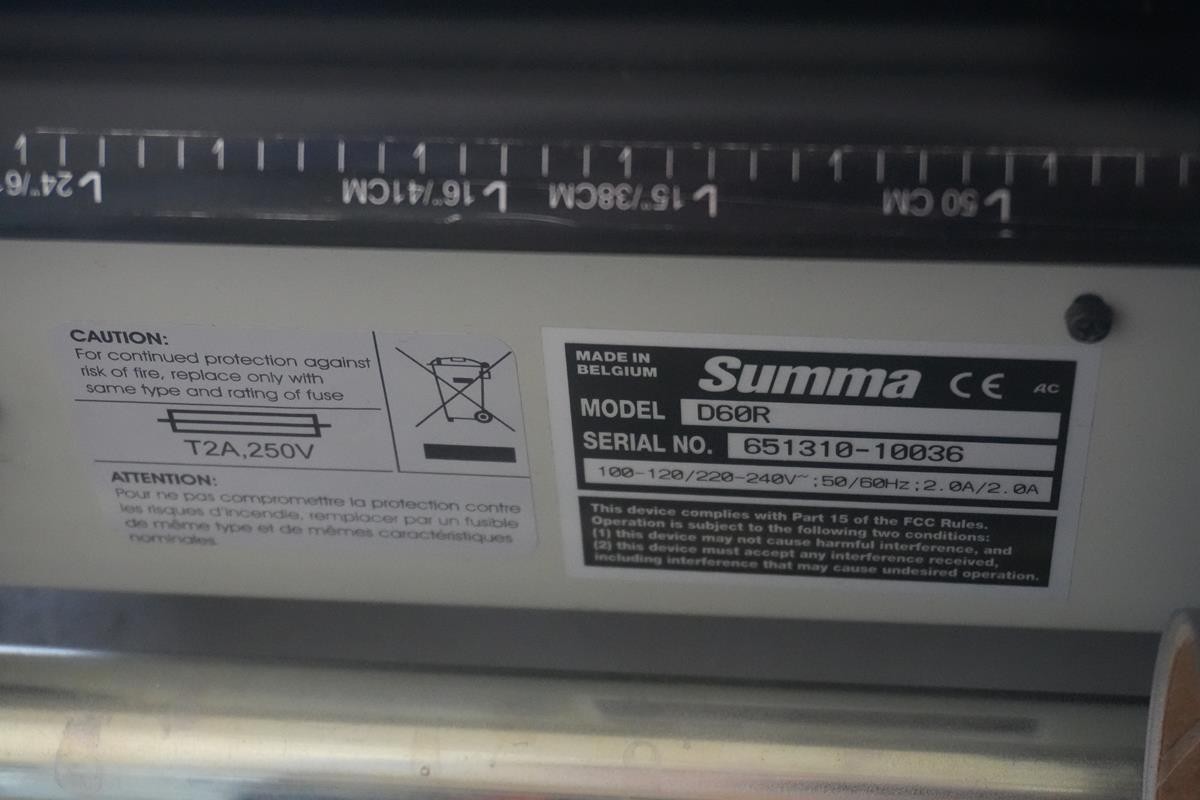 24"/6
16"/41CM
15"/38CM
50 CM
CAUTION:
For continued protection against
risk of fire, replace only with
same type and rating of fuse
T2A,250V
ATTENTION:
Pour ne pas compromettre la protection contre
les risques d'incendie, remplacer par un fusible
de même type et de mêmes caractéristiques
nominales.
MADE IN
BELGIUM
Summa CE AC
MODEL D60R
SERIAL NO. 651310-10036
100-120/220-240V~;50/60Hz;2.0A/2.0A
This device complies with Part 15 of the FCC Rules.
Operation is subject to the following two conditions:
(1) this device may not cause harmful interference, and
(2) this device must accept any interference received,
including interference that may cause undesired operation.